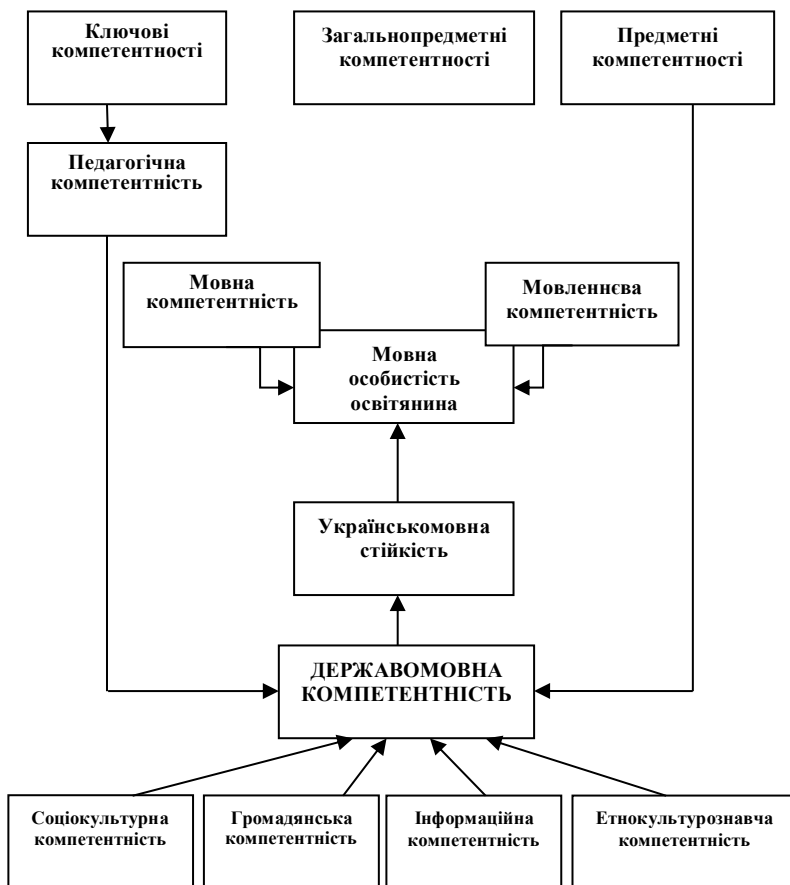 Ключові
компетентності
Загальнопредметні
компетентності
Предметні
компетентності
Педагогічна
компетентність
Мовна
компетентність
Мовленнєва
компетентність
Мовна
особистість
освітянина
Українськомовна
стійкість
ДЕРЖАВОМОВНА
КОМПЕТЕНТНІСТЬ
Соціокультурна
компетентність
Громадянська
компетентність
Інформаційна
компетентність
Етнокультурознавча
компетентність